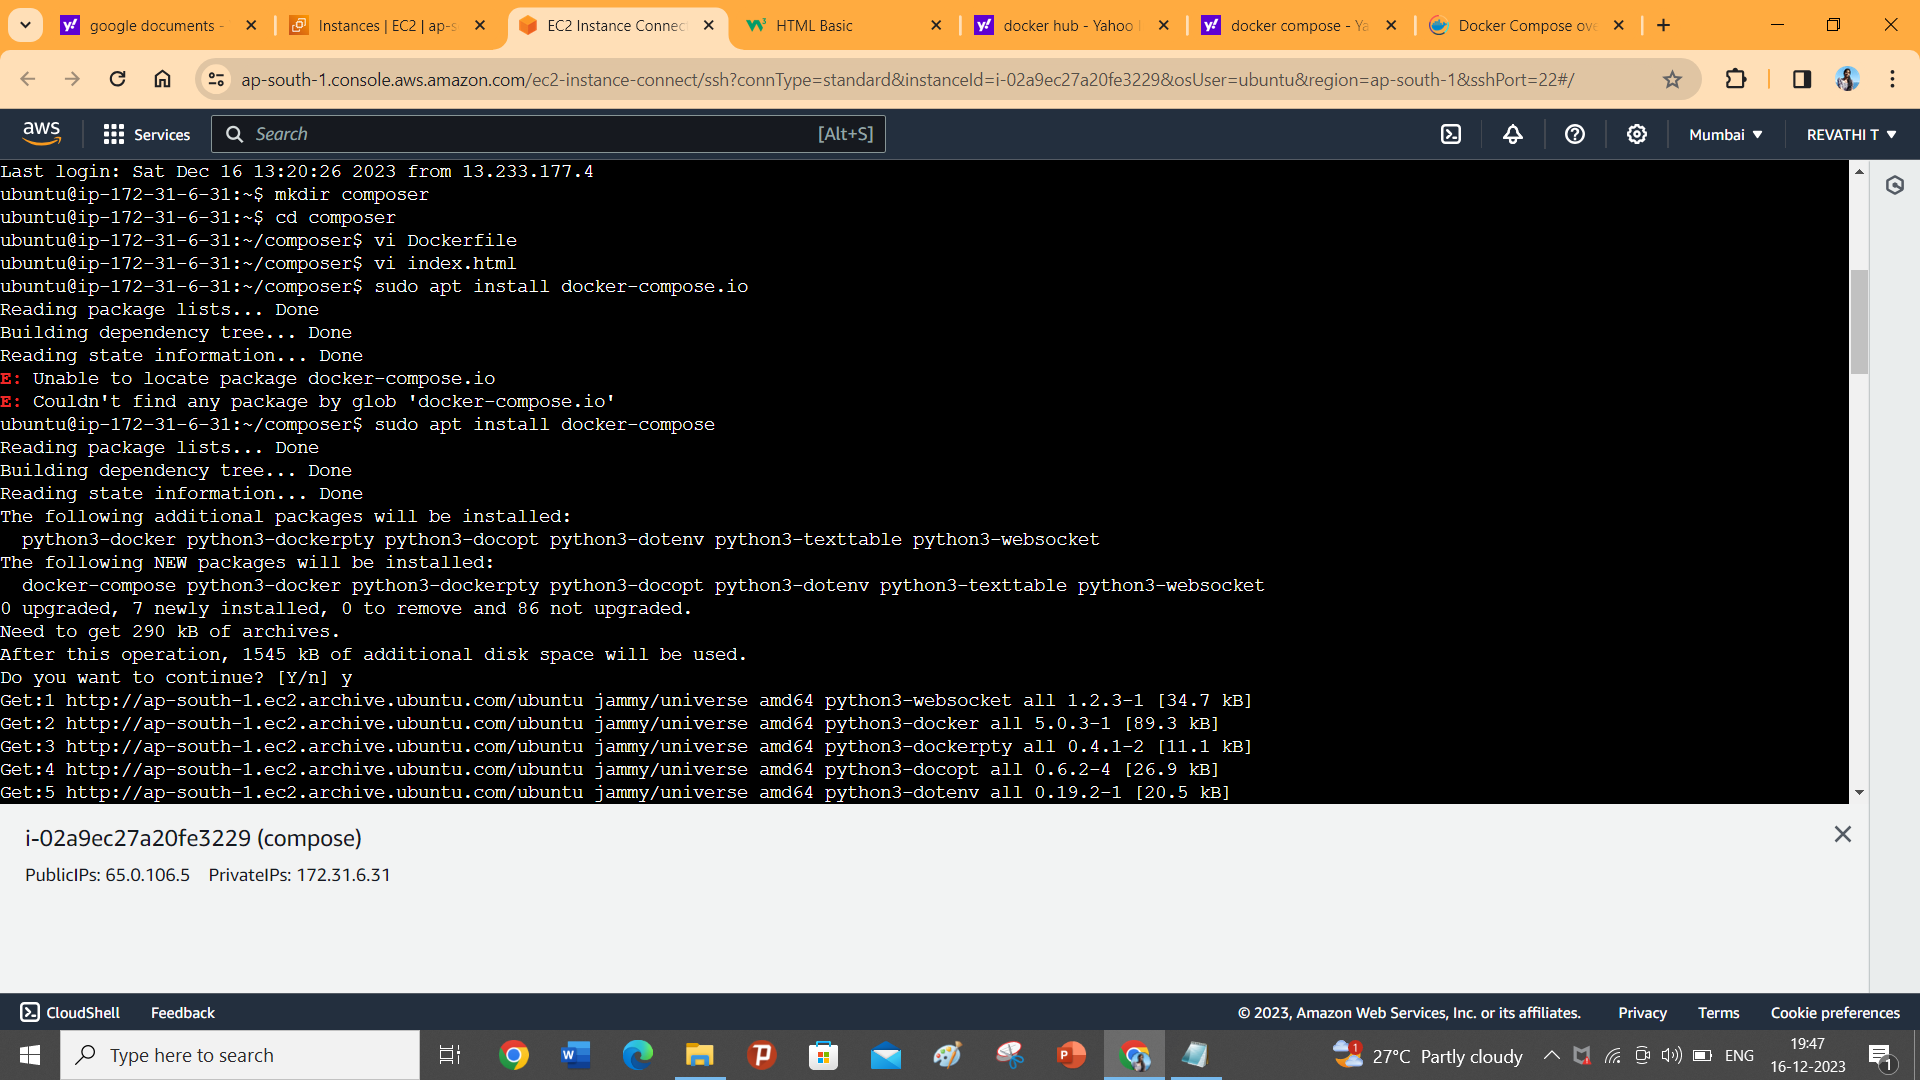 google documents -
Instances | EC2 | ap-s
EC2 Instance Connec
HTML Basic
docker hub - Yahoo
docker compose - Ya
Docker Compose ove
ap-south-1.console.aws.amazon.com/ec2-instance-connect/ssh?connType=standard&instanceId=i-02a9ec27a20fe3229&osUser=ubuntu&region=ap-south-1&sshPort=22#/
aws
Services
Search
[Alt+S]
Mumbai
REVATHI T
Last login: Sat Dec 16 13:20:26 2023 from 13.233.177.4
ubuntu@ip-172-31-6-31:~$ mkdir composer
ubuntu@ip-172-31-6-31:~$ cd composer
ubuntu@ip-172-31-6-31:~/composer$ vi Dockerfile
ubuntu@ip-172-31-6-31:~/composer$ vi index.html
ubuntu@ip-172-31-6-31:~/composer$ sudo apt install docker-compose.io
Reading package lists... Done
Building dependency tree... Done
Reading state information... Done
E: Unable to locate package docker-compose.io
E: Couldn't find any package by glob 'docker-compose.io'
ubuntu@ip-172-31-6-31:~/composer$ sudo apt install docker-compose
Reading package lists... Done
Building dependency tree... Done
Reading state information... Done
The following additional packages will be installed:
python3-docker python3-dockerpty python3-docopt python3-dotenv python3-texttable python3-websocket
The following NEW packages will be installed:
docker-compose python3-docker python3-dockerpty python3-docopt python3-dotenv python3-texttable python3-websocket
0 upgraded, 7 newly installed, 0 to remove and 86 not upgraded.
Need to get 290 kB of archives.
After this operation, 1545 kB of additional disk space will be used.
Do you want to continue? [Y/n] y
Get:1 http://ap-south-1.ec2.archive.ubuntu.com/ubuntu jammy/universe amd64 python3-websocket all 1.2.3-1 [34.7 kB]
Get:2 http://ap-south-1.ec2.archive.ubuntu.com/ubuntu jammy/universe amd64 python3-docker all 5.0.3-1 [89.3 kB]
Get:3 http://ap-south-1.ec2.archive.ubuntu.com/ubuntu jammy/universe amd64 python3-dockerpty all 0.4.1-2 [11.1 kB]
Get:4 http://ap-south-1.ec2.archive.ubuntu.com/ubuntu jammy/universe amd64 python3-docopt all 0.6.2-4 [26.9 kB]
Get:5 http://ap-south-1.ec2.archive.ubuntu.com/ubuntu jammy/universe amd64 python3-dotenv all 0.19.2-1 [20.5 kB]
i-02a9ec27a20fe3229 (compose)
PublicIPs: 65.0.106.5 PrivateIPs: 172.31.6.31
CloudShell
Feedback
© 2023, Amazon Web Services, Inc. or its affiliates.
Privacy
Terms
Cookie preferences
Type here to search
27°C Partly cloudy
ENG
19:47
16-12-2023
1